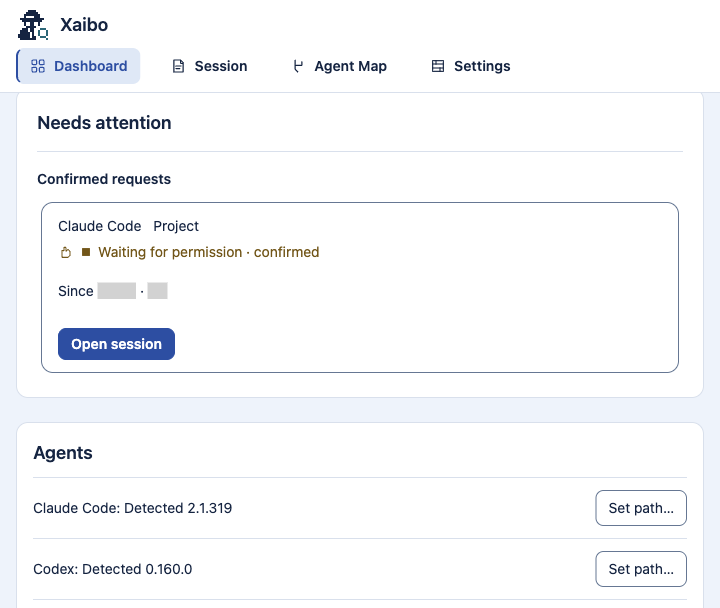 Xaibo
Dashboard Session Agent Map Settings
Needs attention
Confirmed requests
Claude Code Project
Waiting for permission · confirmed
Since ·
Open session
Agents
Claude Code: Detected 2.1.319 Set path...
Codex: Detected 0.160.0 Set path...